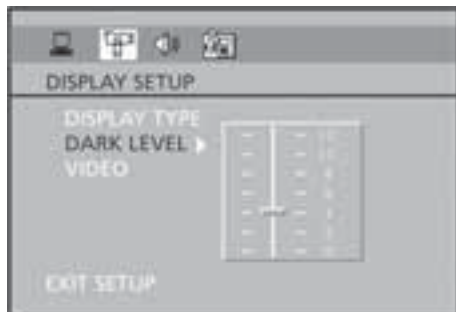 DISPLAY SETUP
DISPLAY TYPE
DARK LEVEL
VIDEO
EXIT SETUP